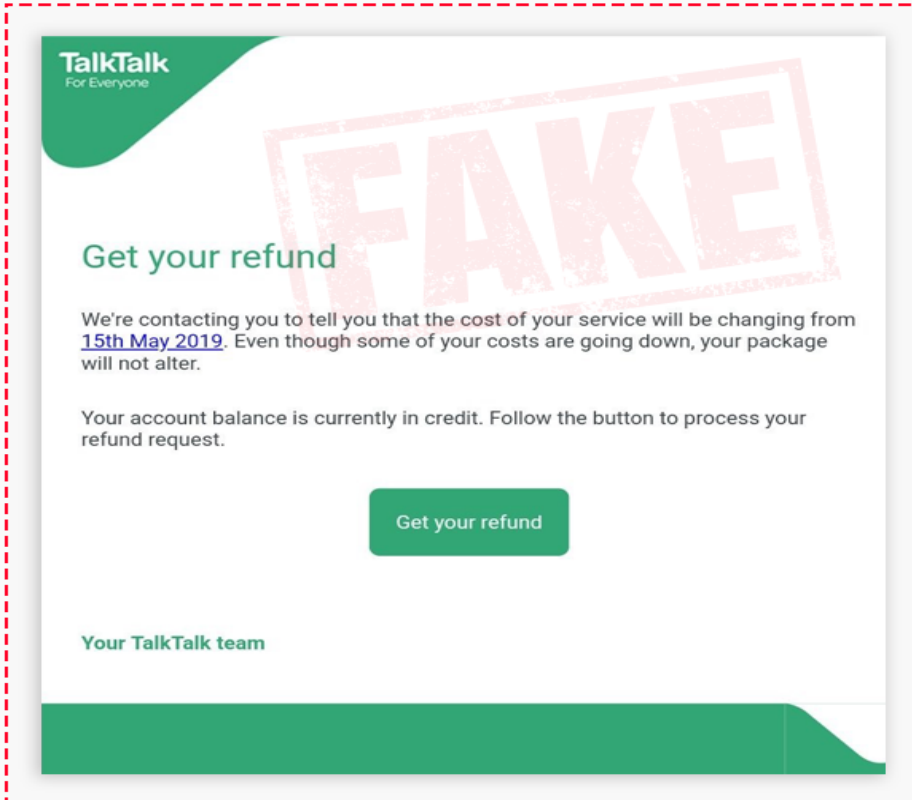 TalkTalk
For Everyone
FAKE
Get your refund
We're contacting you to tell you that the cost of your service will be changing from
15th May 2019. Even though some of your costs are going down, your package
will not alter.
Your account balance is currently in credit. Follow the button to process your
refund request.
Get your refund
Your TalkTalk team